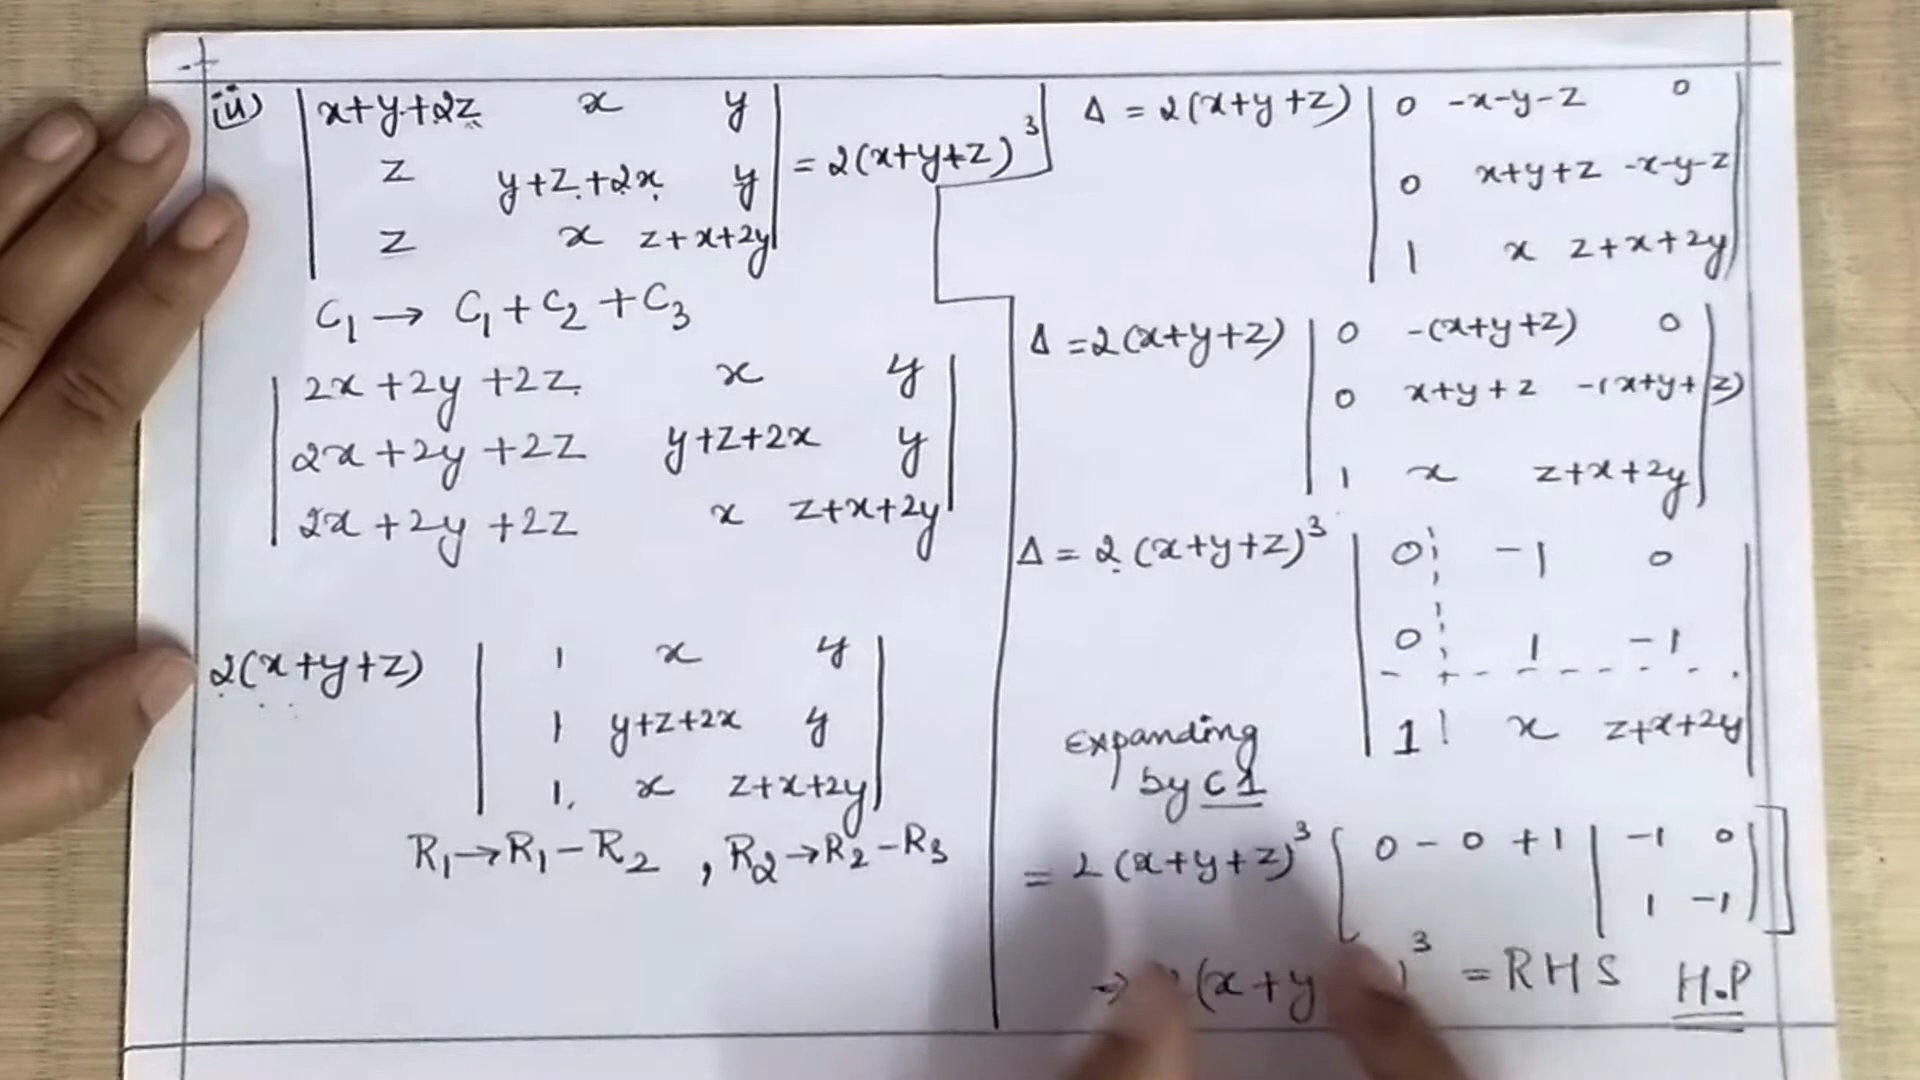 (ii) | x+y+2z x y |
| z y+z+2x y | = 2(x+y+z)³
| z x z+x+2y |
C₁ → C₁ + C₂ + C₃
| 2x+2y+2z x y |
| 2x+2y+2z y+z+2x y |
| 2x+2y+2z x z+x+2y |
2(x+y+z) | 1 x y |
| 1 y+z+2x y |
| 1 x z+x+2y |
R₁→R₁-R₂ , R₂→R₂-R₃
Δ = 2(x+y+z) | 0 -x-y-z 0 |
| 0 x+y+z -x-y-z |
| 1 x z+x+2y |
Δ = 2(x+y+z) | 0 -(x+y+z) 0 |
| 0 x+y+z -(x+y+z) |
| 1 x z+x+2y |
Δ = 2(x+y+z)³ | 0 -1 0 |
| 0 1 -1 |
| 1 x z+x+2y |
Expanding
by C1
= 2(x+y+z)³ [ 0 - 0 + 1 | -1 0 |
| 1 -1 | ]
⇒ (x+y )³ = RHS H.P